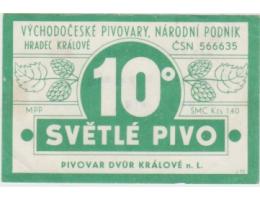 VÝCHODOČESKÉ PIVOVARY, NÁRODNÍ PODNIK
HRADEC KRÁLOVÉ ČSN 566635
10°
MPP SMC Kčs 1,40
SVĚTLÉ PIVO
PIVOVAR DVŮR KRÁLOVÉ n. L.